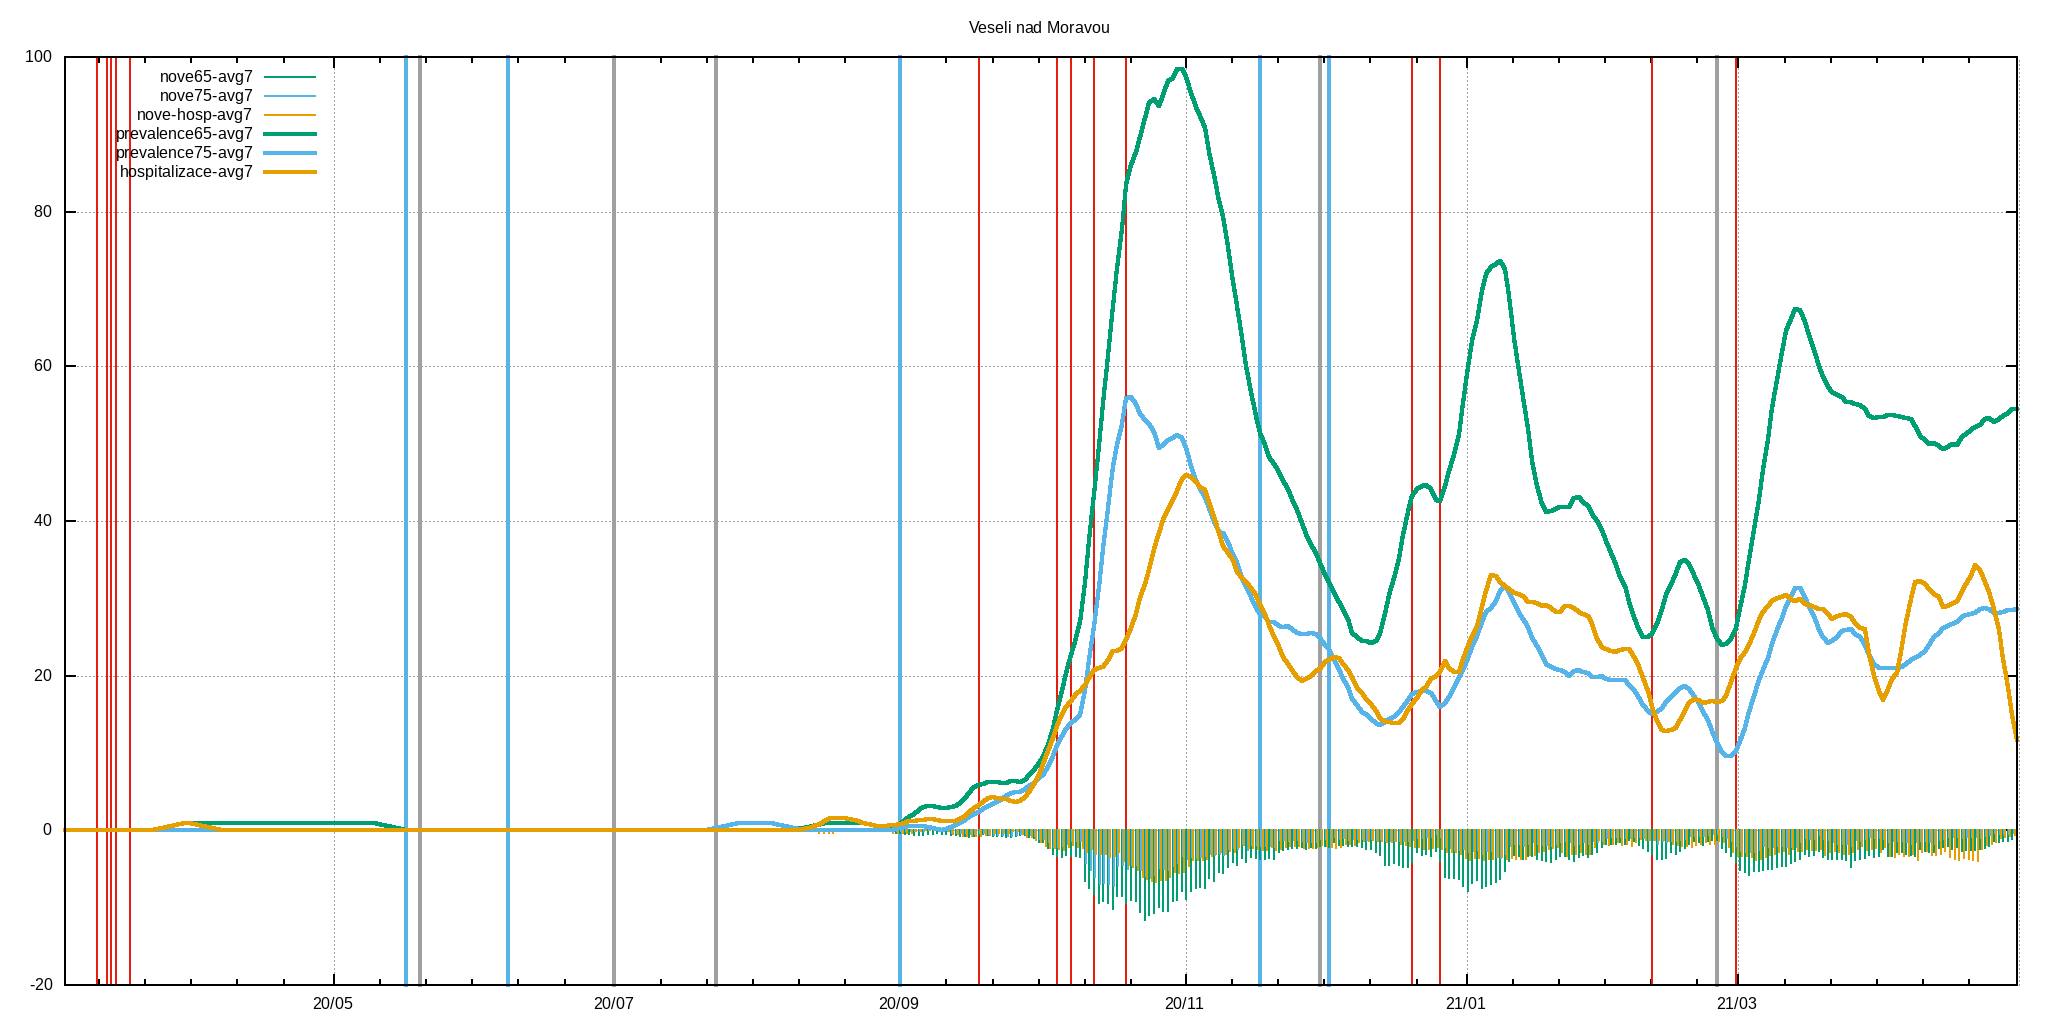 Veseli nad Moravou
100
nove65-avg7
nove75-avg7
nove-hosp-avg7
prevalence65-avg7
prevalence75-avg7
hospitalizace-avg7
80
60
40
20
0
-20
20/05 20/07 20/09 20/11 21/01 21/03